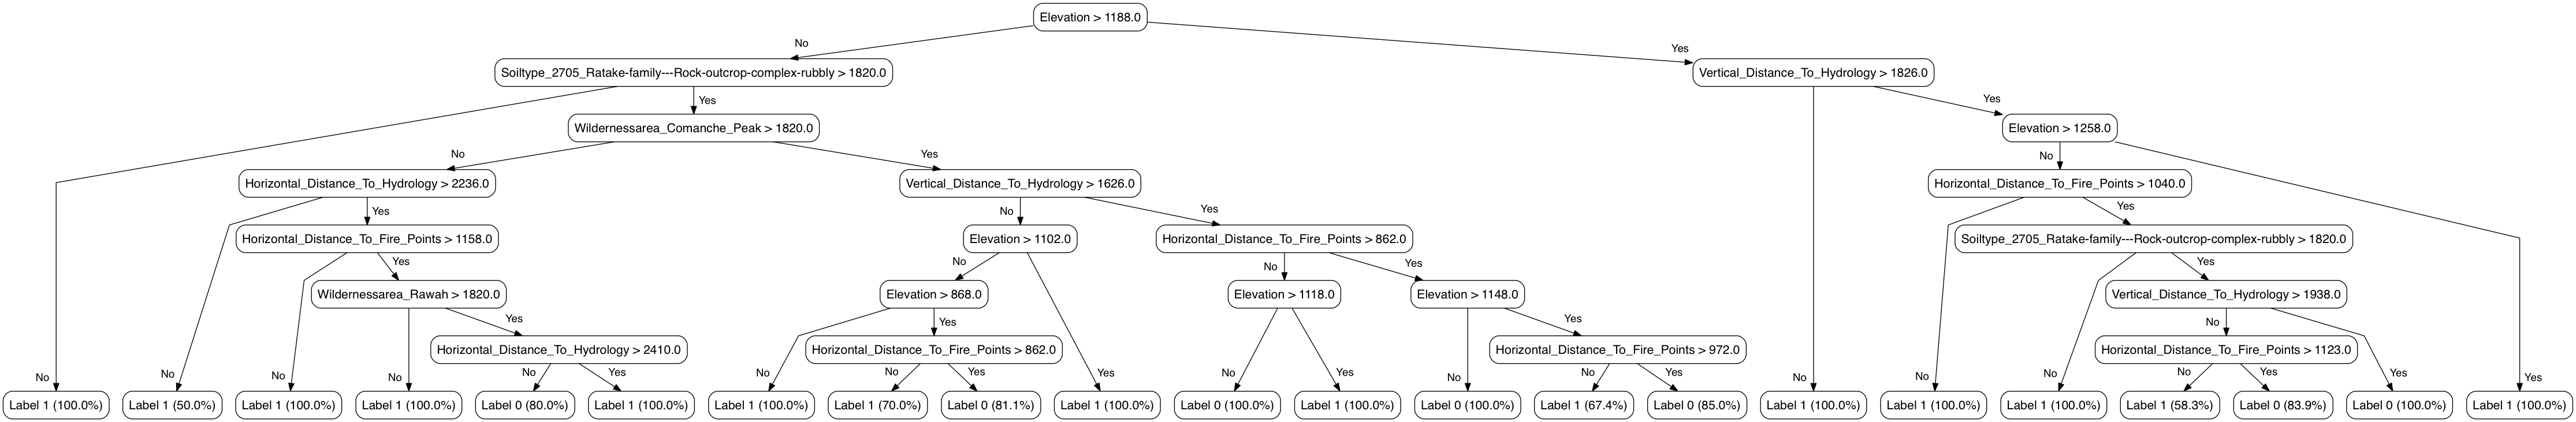 Elevation > 1188.0
No
Yes
Soiltype_2705_Ratake-family---Rock-outcrop-complex-rubbly > 1820.0
Vertical_Distance_To_Hydrology > 1826.0
Yes
Yes
Wildernessarea_Comanche_Peak > 1820.0
Elevation > 1258.0
No
Yes
No
Horizontal_Distance_To_Hydrology > 2236.0
Vertical_Distance_To_Hydrology > 1626.0
Horizontal_Distance_To_Fire_Points > 1040.0
Yes
No
Yes
Yes
Horizontal_Distance_To_Fire_Points > 1158.0
Elevation > 1102.0
Horizontal_Distance_To_Fire_Points > 862.0
Soiltype_2705_Ratake-family---Rock-outcrop-complex-rubbly > 1820.0
Yes
No
No
Yes
Yes
Wildernessarea_Rawah > 1820.0
Elevation > 868.0
Elevation > 1118.0
Elevation > 1148.0
Vertical_Distance_To_Hydrology > 1938.0
Yes
Yes
Yes
No
Horizontal_Distance_To_Hydrology > 2410.0
Horizontal_Distance_To_Fire_Points > 862.0
Horizontal_Distance_To_Fire_Points > 972.0
Horizontal_Distance_To_Fire_Points > 1123.0
No
No
No
No
No
Yes
No
No
Yes
Yes
No
Yes
No
No
Yes
No
No
No
No
Yes
Yes
Yes
Label 1 (100.0%)
Label 1 (50.0%)
Label 1 (100.0%)
Label 1 (100.0%)
Label 0 (80.0%)
Label 1 (100.0%)
Label 1 (100.0%)
Label 1 (70.0%)
Label 0 (81.1%)
Label 1 (100.0%)
Label 0 (100.0%)
Label 1 (100.0%)
Label 0 (100.0%)
Label 1 (67.4%)
Label 0 (85.0%)
Label 1 (100.0%)
Label 1 (100.0%)
Label 1 (100.0%)
Label 1 (58.3%)
Label 0 (83.9%)
Label 0 (100.0%)
Label 1 (100.0%)